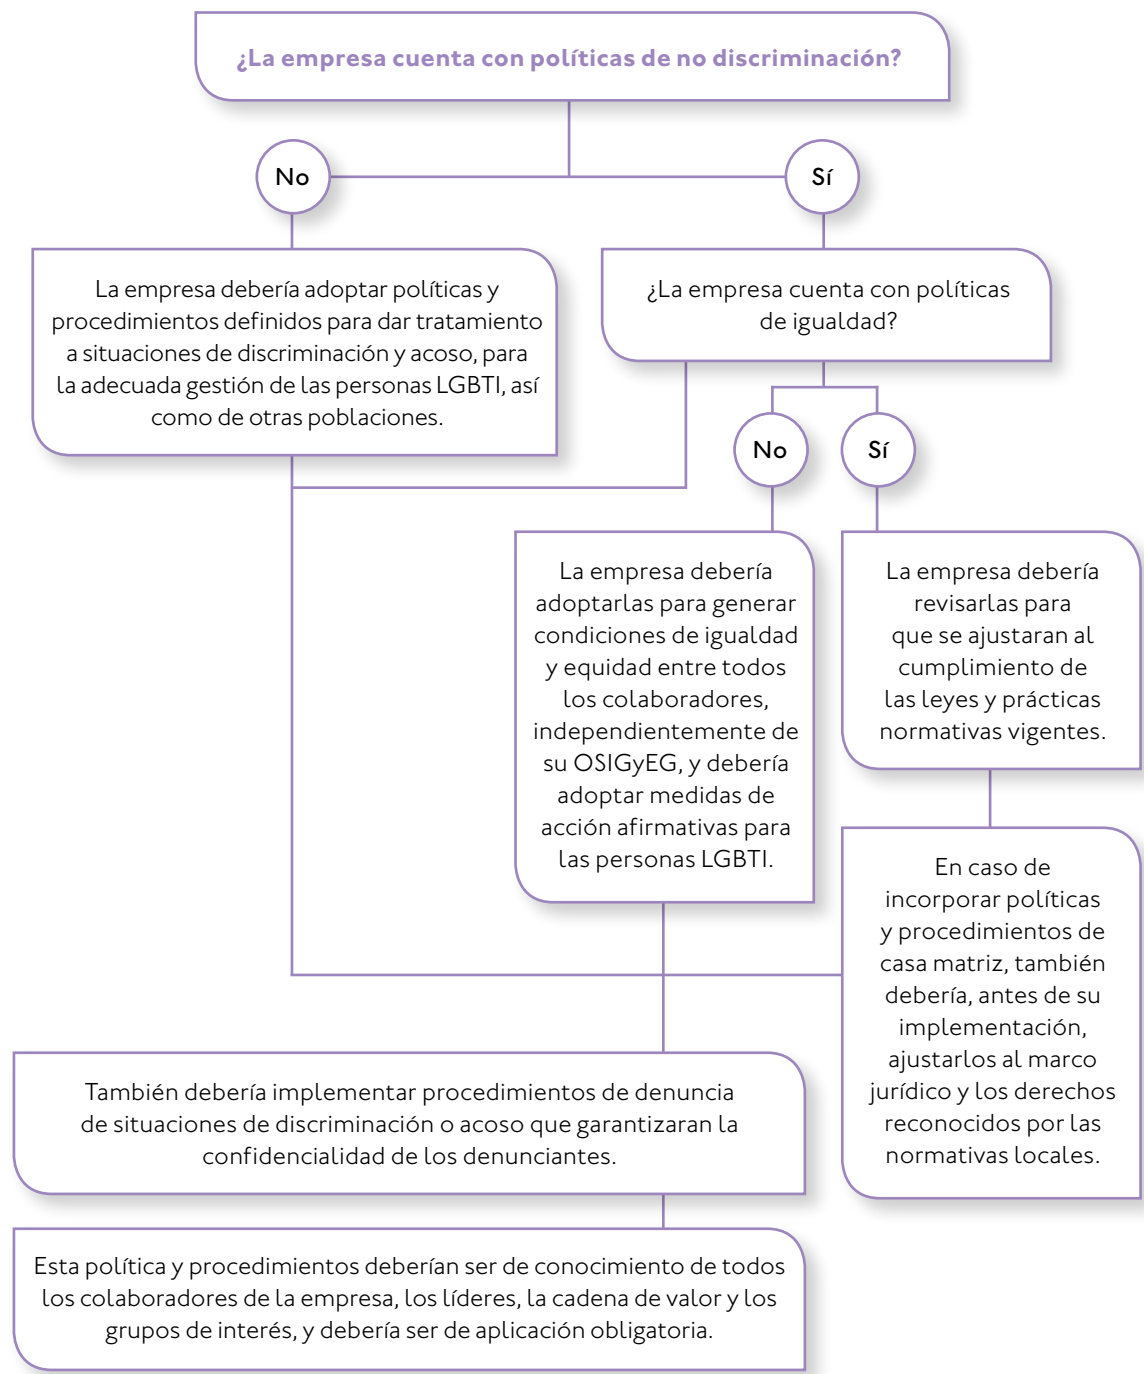 ¿La empresa cuenta con políticas de no discriminación?
No
Sí
La empresa debería adoptar políticas y
procedimientos definidos para dar tratamiento
a situaciones de discriminación y acoso, para
la adecuada gestión de las personas LGBTI, así
como de otras poblaciones.
¿La empresa cuenta con políticas
de igualdad?
No
Sí
La empresa debería
adoptarlas para generar
condiciones de igualdad
y equidad entre todos
los colaboradores,
independientemente de
su OSIGyEG, y debería
adoptar medidas de
acción afirmativas para
las personas LGBTI.
La empresa debería
revisarlas para
que se ajustaran al
cumplimiento de
las leyes y prácticas
normativas vigentes.
En caso de
incorporar políticas
y procedimientos de
casa matriz, también
debería, antes de su
implementación,
ajustarlos al marco
jurídico y los derechos
reconocidos por las
normativas locales.
También debería implementar procedimientos de denuncia
de situaciones de discriminación o acoso que garantizaran la
confidencialidad de los denunciantes.
Esta política y procedimientos deberían ser de conocimiento de todos
los colaboradores de la empresa, los líderes, la cadena de valor y los
grupos de interés, y debería ser de aplicación obligatoria.